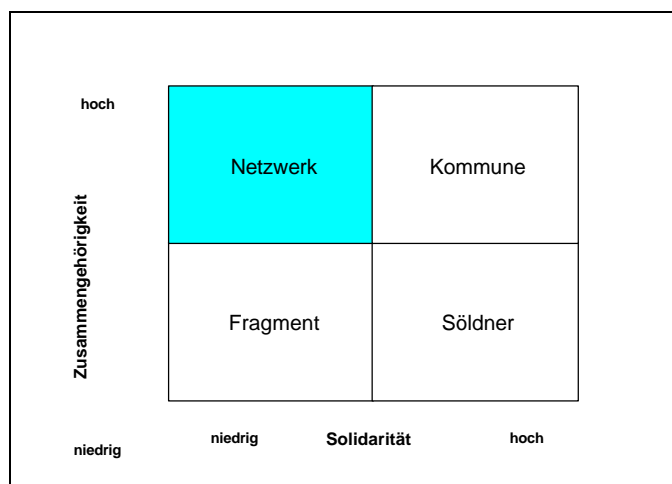 hoch
Netzwerk Kommune
Zusammengehörigkeit
Fragment Söldner
niedrig Solidarität hoch
niedrig